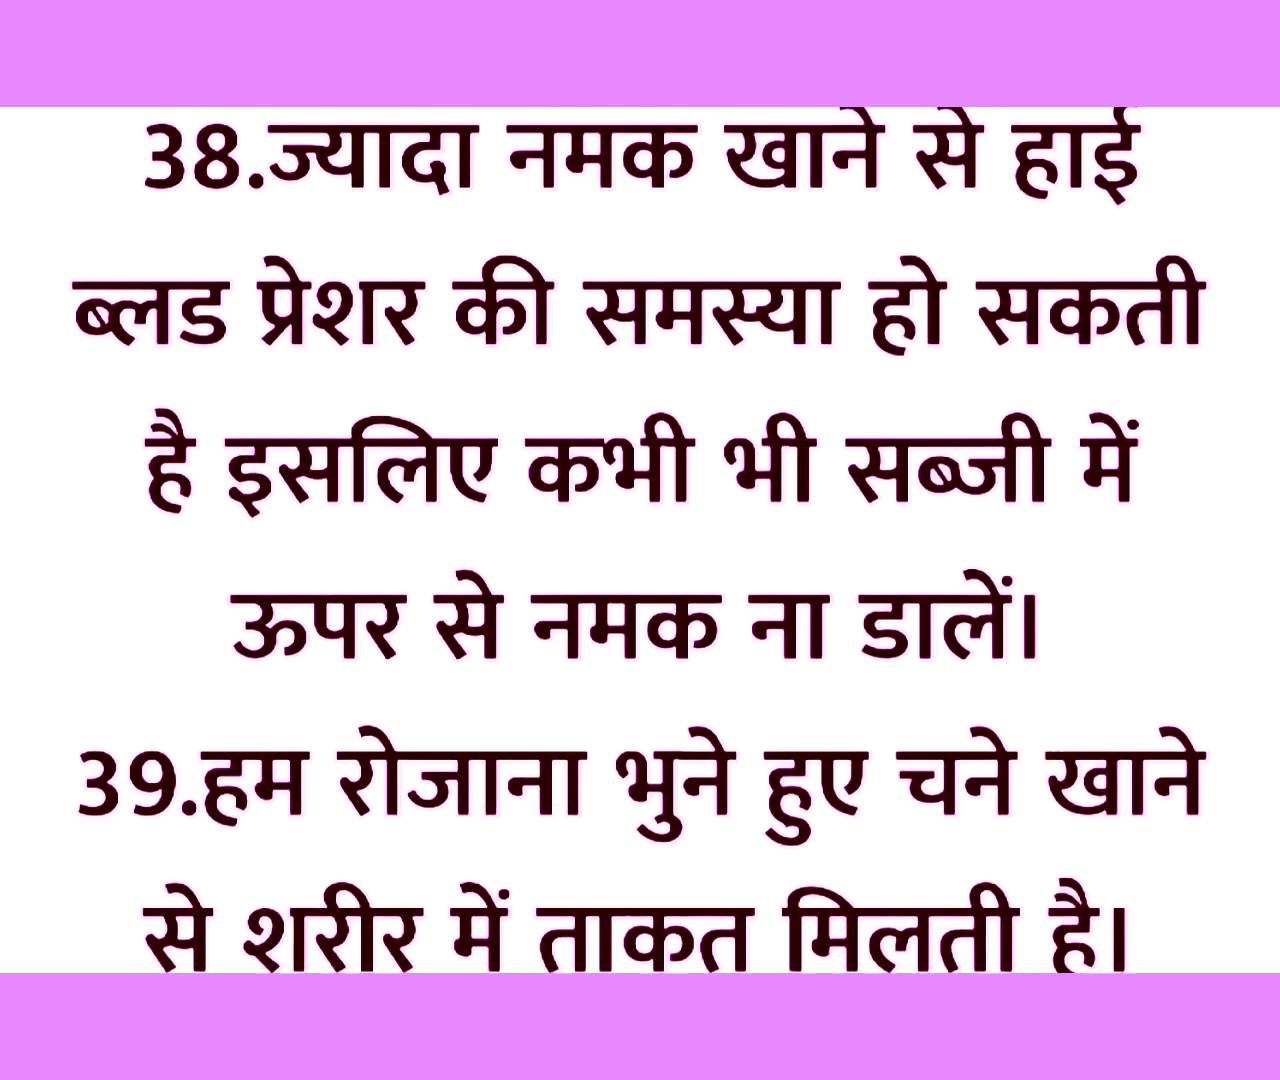 38.ज्यादा नमक खाने से हाई
ब्लड प्रेशर की समस्या हो सकती
है इसलिए कभी भी सब्जी में
ऊपर से नमक ना डालें।
39.हम रोजाना भुने हुए चने खाने
से शरीर में ताकत मिलती है।